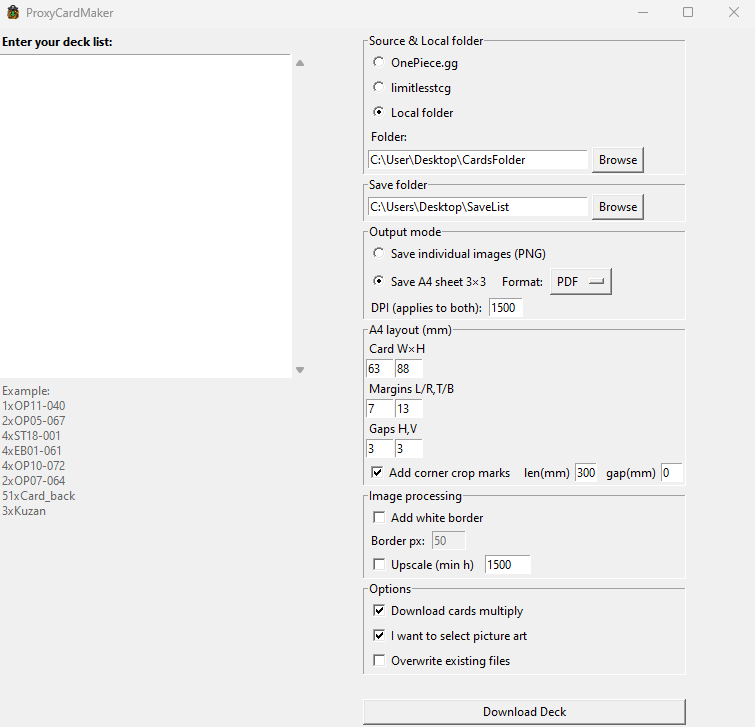 ProxyCardMaker
Enter your deck list:
Example:
1xOP11-040
2xOP05-067
4xST18-001
4xEB01-061
4xOP10-072
2xOP07-064
51xCard_back
3xKuzan
Source & Local folder
OnePiece.gg
limitlesstcg
Local folder
Folder:
C:\User\Desktop\CardsFolder Browse
Save folder
C:\Users\Desktop\SaveList Browse
Output mode
Save individual images (PNG)
Save A4 sheet 3×3 Format: PDF
DPI (applies to both): 1500
A4 layout (mm)
Card W×H
63 88
Margins L/R,T/B
7 13
Gaps H,V
3 3
Add corner crop marks len(mm) 300 gap(mm) 0
Image processing
Add white border
Border px: 50
Upscale (min h) 1500
Options
Download cards multiply
I want to select picture art
Overwrite existing files
Download Deck